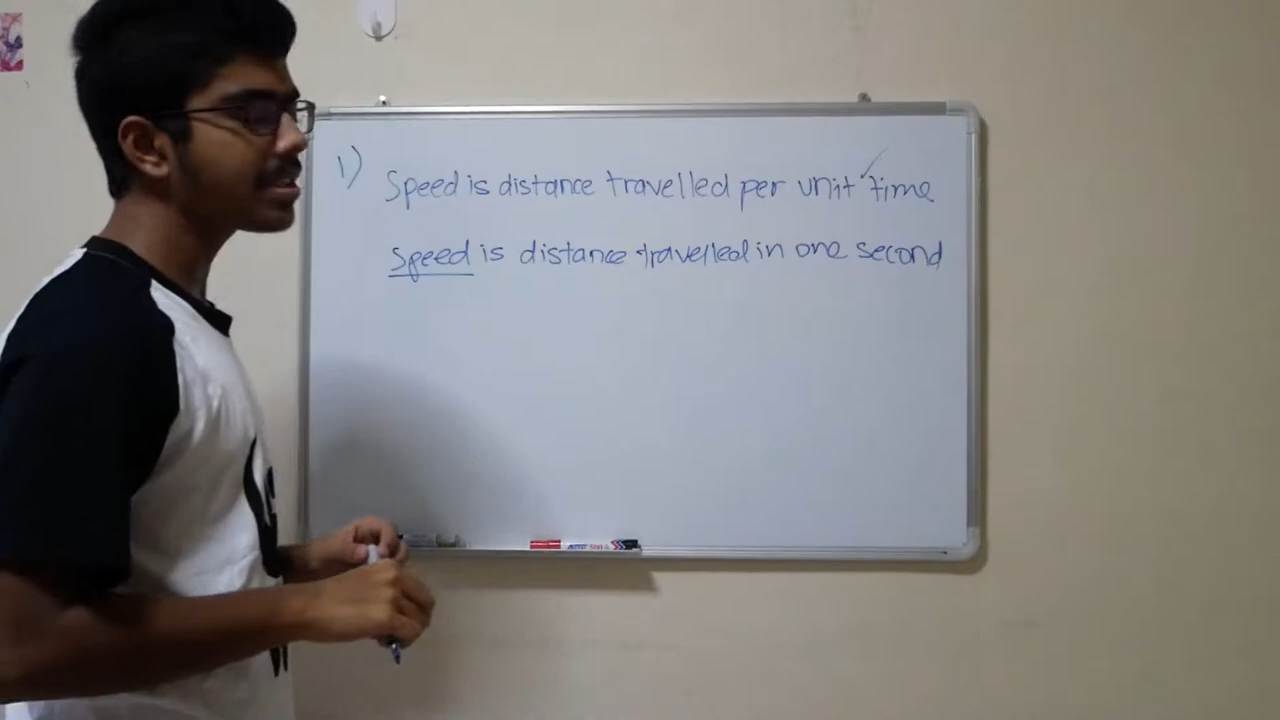 1) Speed is distance travelled per unit time
Speed is distance travelled in one second